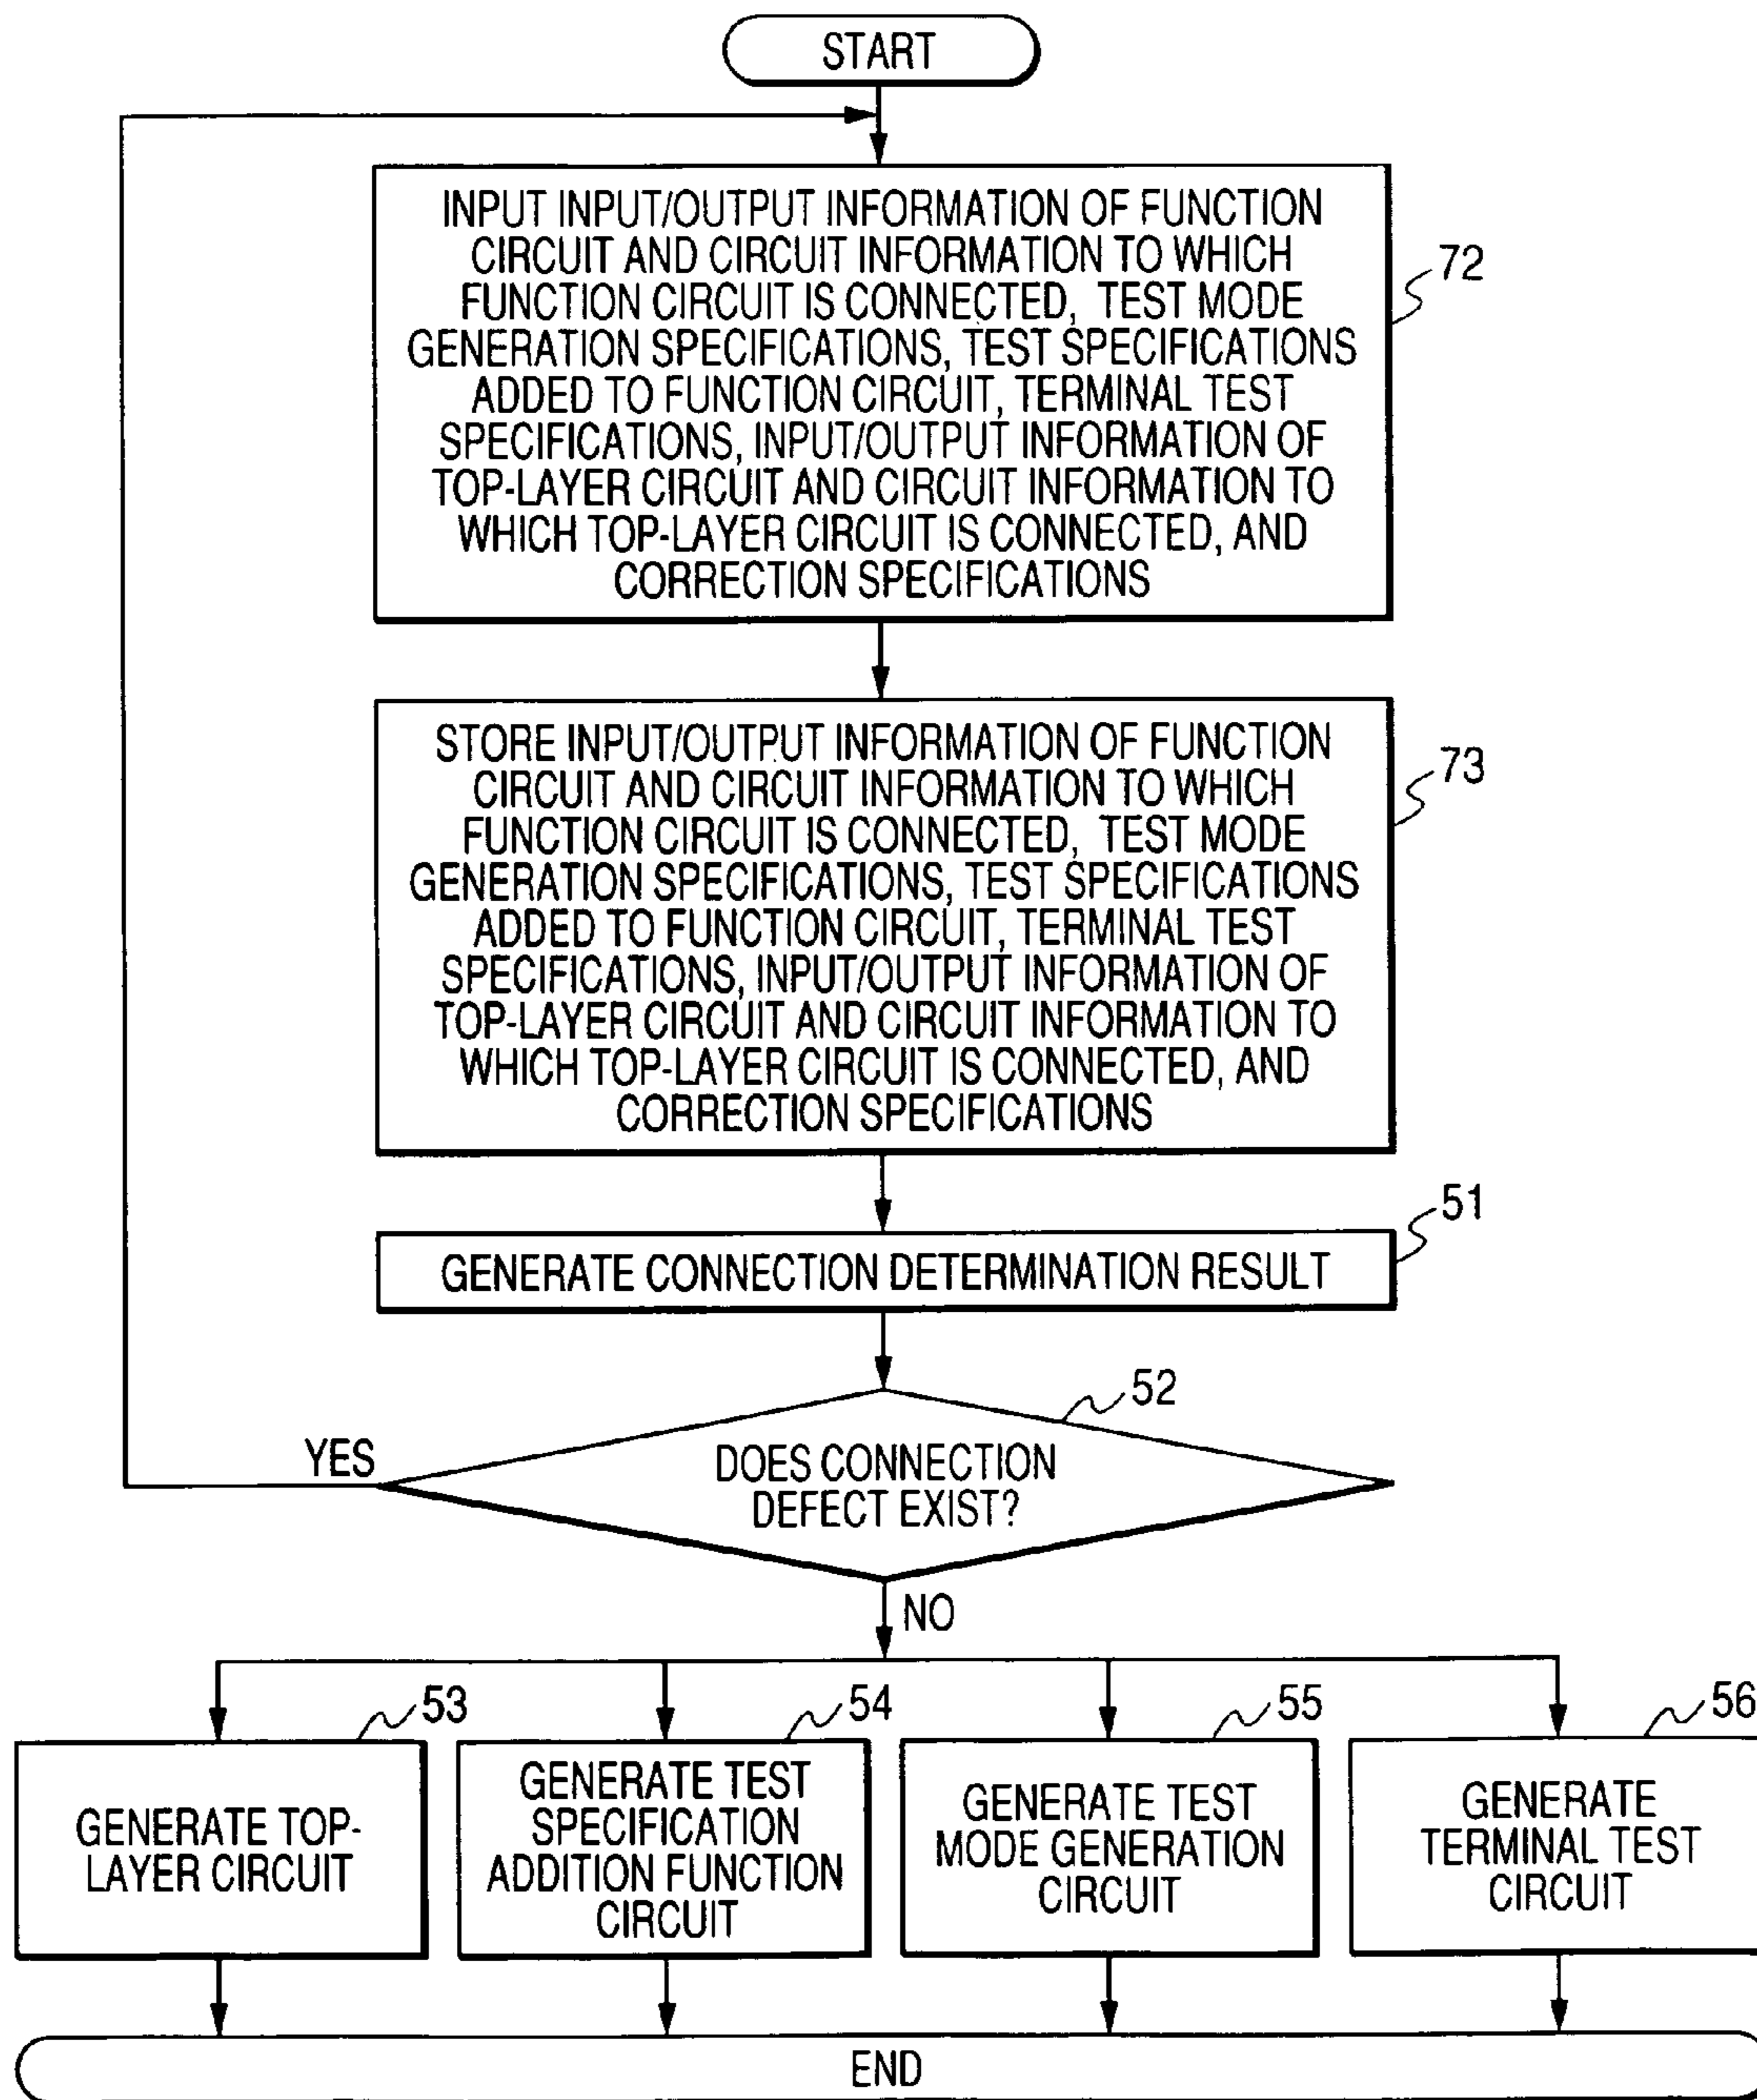 START
INPUT INPUT/OUTPUT INFORMATION OF FUNCTION
CIRCUIT AND CIRCUIT INFORMATION TO WHICH
FUNCTION CIRCUIT IS CONNECTED, TEST MODE
GENERATION SPECIFICATIONS, TEST SPECIFICATIONS
ADDED TO FUNCTION CIRCUIT, TERMINAL TEST
SPECIFICATIONS, INPUT/OUTPUT INFORMATION OF
TOP-LAYER CIRCUIT AND CIRCUIT INFORMATION TO
WHICH TOP-LAYER CIRCUIT IS CONNECTED, AND
CORRECTION SPECIFICATIONS
72
STORE INPUT/OUTPUT INFORMATION OF FUNCTION
CIRCUIT AND CIRCUIT INFORMATION TO WHICH
FUNCTION CIRCUIT IS CONNECTED, TEST MODE
GENERATION SPECIFICATIONS, TEST SPECIFICATIONS
ADDED TO FUNCTION CIRCUIT, TERMINAL TEST
SPECIFICATIONS, INPUT/OUTPUT INFORMATION OF
TOP-LAYER CIRCUIT AND CIRCUIT INFORMATION TO
WHICH TOP-LAYER CIRCUIT IS CONNECTED, AND
CORRECTION SPECIFICATIONS
73
GENERATE CONNECTION DETERMINATION RESULT
51
DOES CONNECTION
DEFECT EXIST?
52
YES
NO
GENERATE TOP-
LAYER CIRCUIT
53
GENERATE TEST
SPECIFICATION
ADDITION FUNCTION
CIRCUIT
54
GENERATE TEST
MODE GENERATION
CIRCUIT
55
GENERATE
TERMINAL TEST
CIRCUIT
56
END